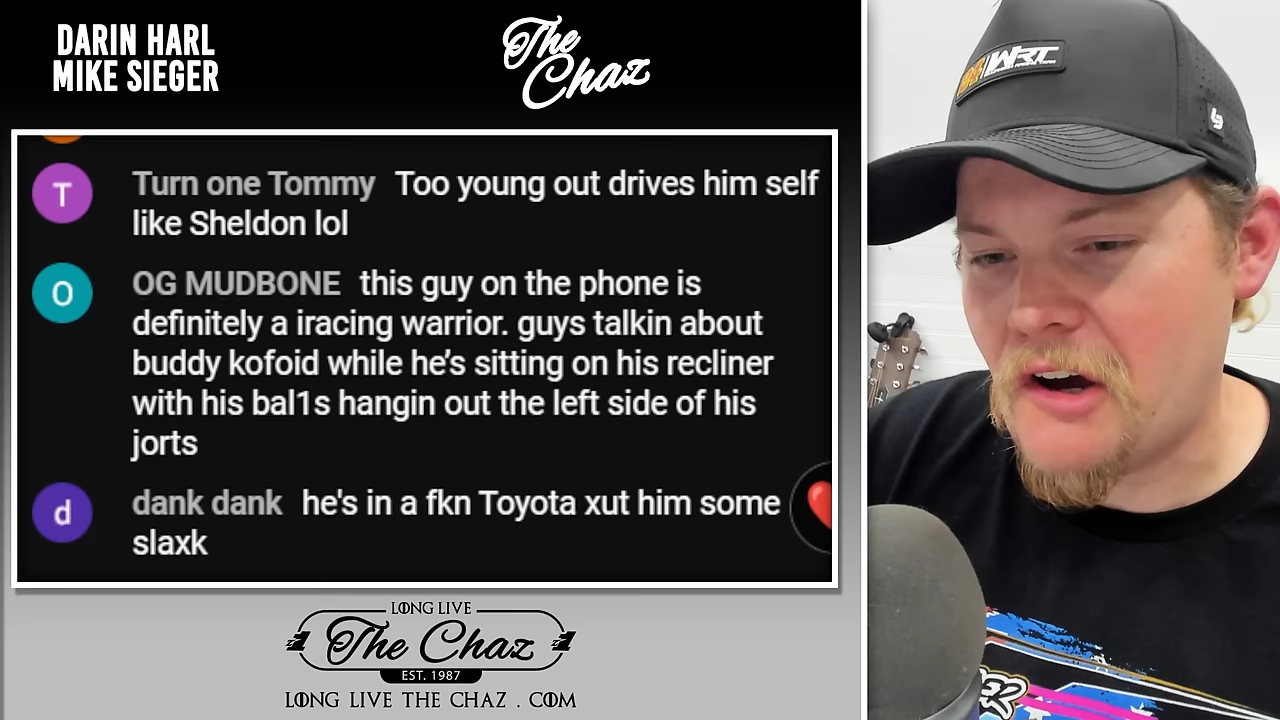 DARIN HARL
MIKE SIEGER
The
Chaz
T
Turn one Tommy Too young out drives him self
like Sheldon lol
O
OG MUDBONE this guy on the phone is
definitely a iracing warrior. guys talkin about
buddy kofoid while he's sitting on his recliner
with his bal1s hangin out the left side of his
jorts
d
dank dank he's in a fkn Toyota xut him some
slaxk
LONG LIVE
The Chaz
EST. 1987
LONG LIVE THE CHAZ . COM
WRT